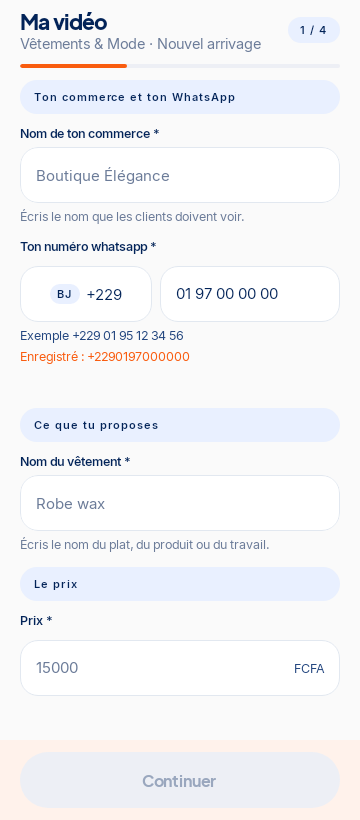 Ma vidéo
Vêtements & Mode · Nouvel arrivage
1 / 4
Ton commerce et ton WhatsApp
Nom de ton commerce *
Boutique Élégance
Écris le nom que les clients doivent voir.
Ton numéro whatsapp *
BJ +229
01 97 00 00 00
Exemple +229 01 95 12 34 56
Enregistré : +2290197000000
Ce que tu proposes
Nom du vêtement *
Robe wax
Écris le nom du plat, du produit ou du travail.
Le prix
Prix *
15000
FCFA
Continuer